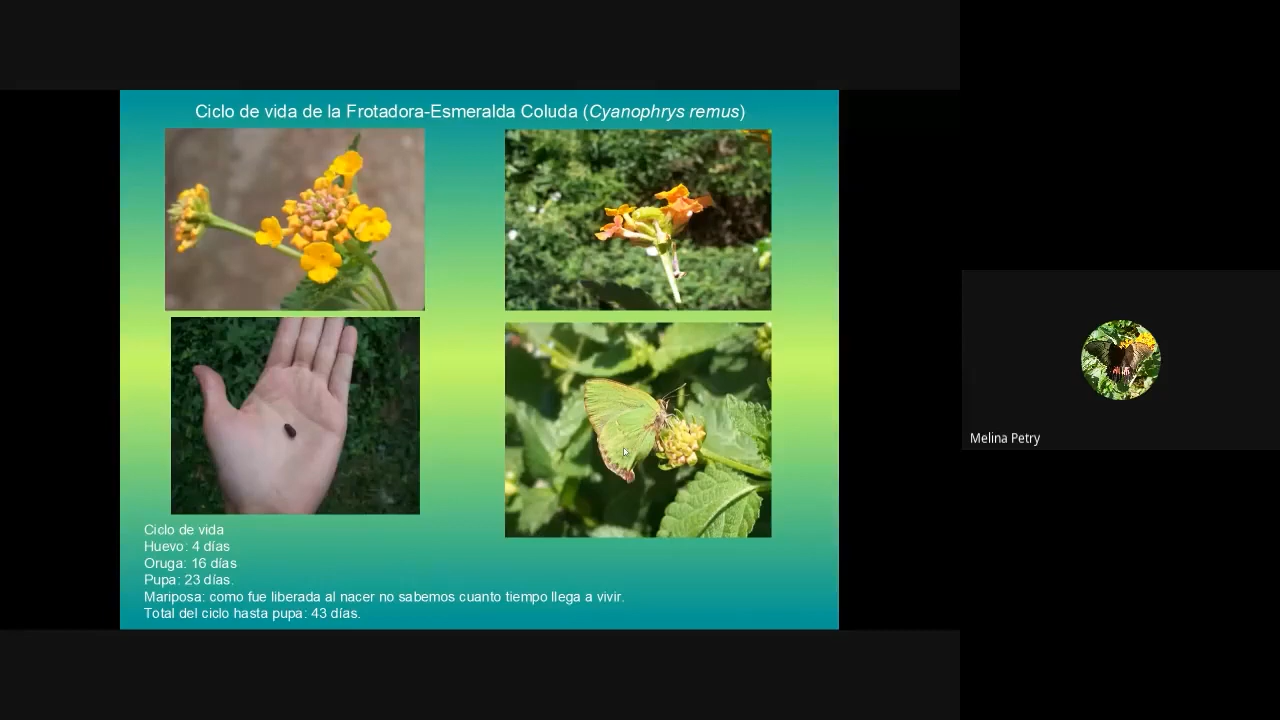 Ciclo de vida de la Frotadora-Esmeralda Coluda (Cyanophrys remus)
Ciclo de vida
Huevo: 4 días
Oruga: 16 días
Pupa: 23 días.
Mariposa: como fue liberada al nacer no sabemos cuanto tiempo llega a vivir.
Total del ciclo hasta pupa: 43 días.
Melina Petry